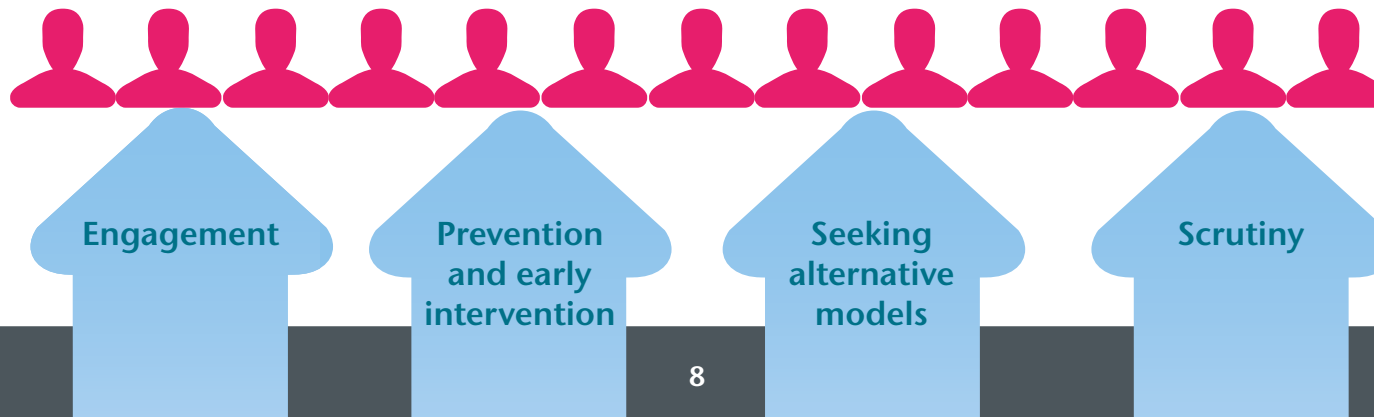 Engagement
Prevention
and early
intervention
Seeking
alternative
models
Scrutiny
8